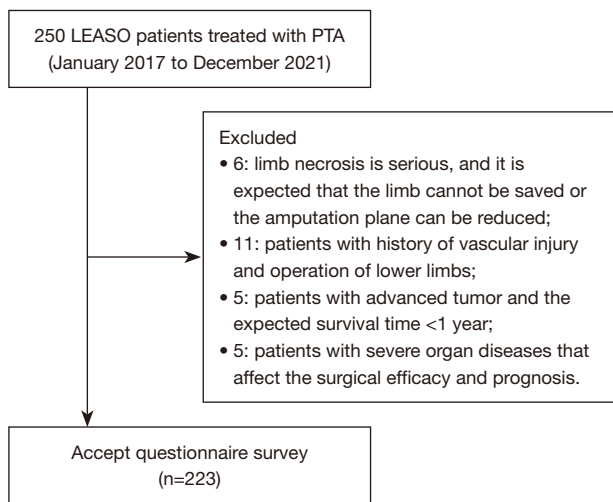 250 LEASO patients treated with PTA
(January 2017 to December 2021)
Excluded
• 6: limb necrosis is serious, and it is
expected that the limb cannot be saved or
the amputation plane can be reduced;
• 11: patients with history of vascular injury
and operation of lower limbs;
• 5: patients with advanced tumor and the
expected survival time <1 year;
• 5: patients with severe organ diseases that
affect the surgical efficacy and prognosis.
Accept questionnaire survey
(n=223)